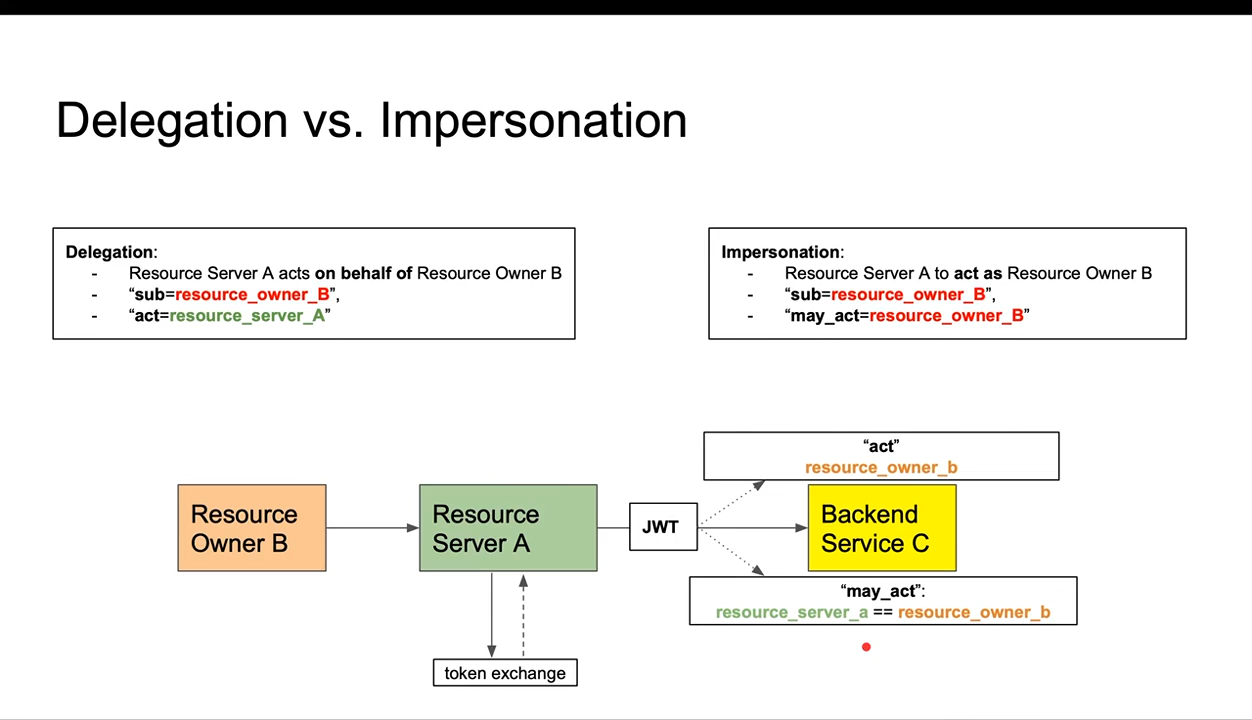 Delegation vs. Impersonation
Delegation:
- Resource Server A acts on behalf of Resource Owner B
- “sub=resource_owner_B”,
- “act=resource_server_A”
Impersonation:
- Resource Server A to act as Resource Owner B
- “sub=resource_owner_B”,
- “may_act=resource_owner_B”
“act”
resource_owner_b
Resource
Owner B
Resource
Server A
JWT
Backend
Service C
“may_act”:
resource_server_a == resource_owner_b
token exchange